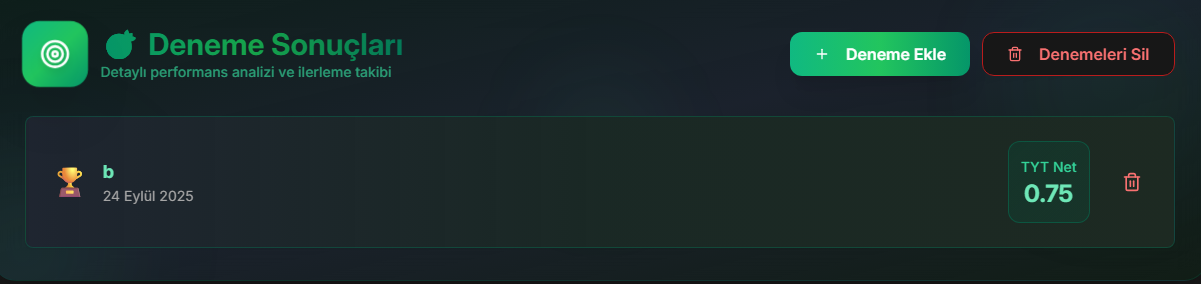 Deneme Sonuçları
Detaylı performans analizi ve ilerleme takibi
+ Deneme Ekle
Denemeleri Sil
b
24 Eylül 2025
TYT Net
0.75